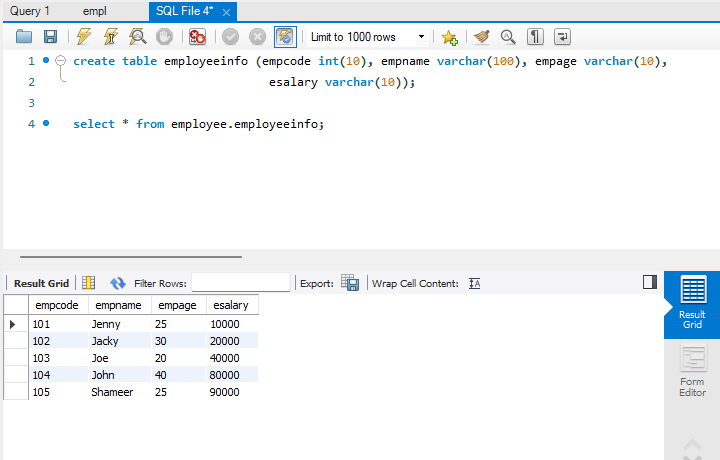 Query 1 empl SQL File 4* ×
Limit to 1000 rows
1 create table employeeinfo (empcode int(10), empname varchar(100), empage varchar(10),
2 esalary varchar(10));
3
4 select * from employee.employeeinfo;
Result Grid Filter Rows: Export: Wrap Cell Content: IA
empcode empname empage esalary
101 Jenny 25 10000
102 Jacky 30 20000
103 Joe 20 40000
104 John 40 80000
105 Shameer 25 90000
Result
Grid
Form
Editor